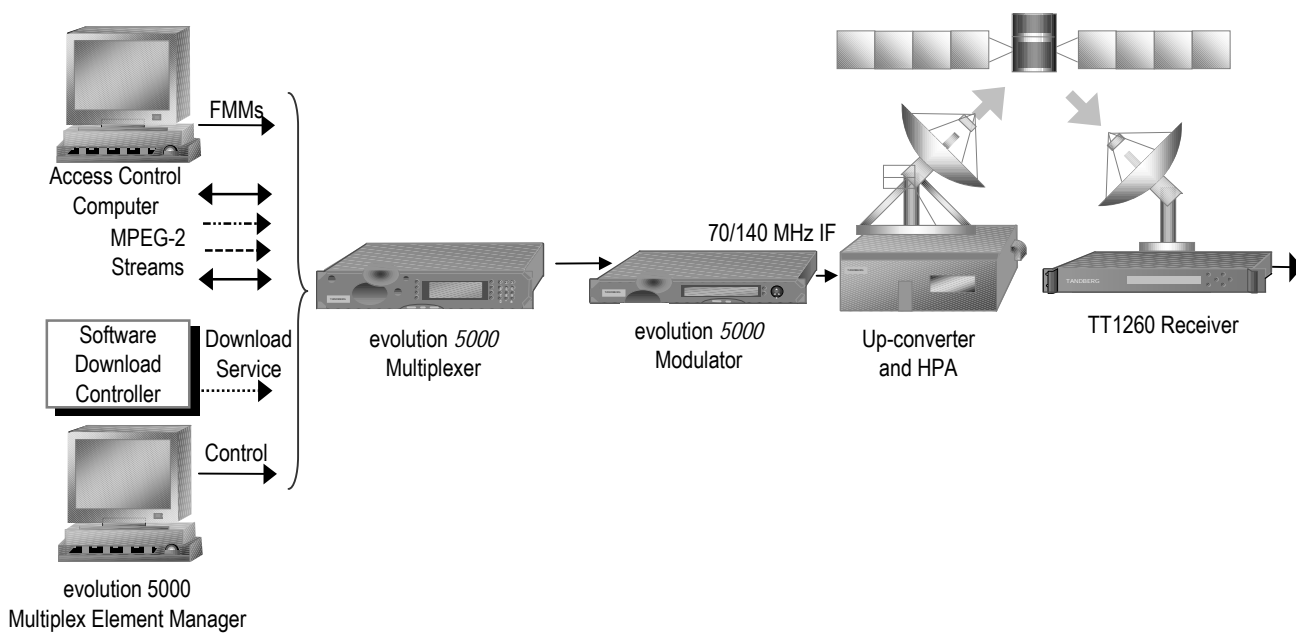 FMMs
Access Control
Computer
MPEG-2
Streams
Software
Download
Controller
Download
Service
Control
evolution 5000
Multiplex Element Manager
evolution 5000
Multiplexer
evolution 5000
Modulator
70/140 MHz IF
Up-converter
and HPA
TANDBERG
TT1260 Receiver